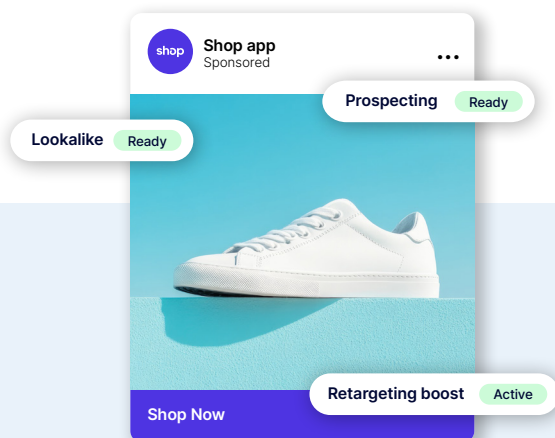 shop
Shop app
Sponsored
Prospecting Ready
Lookalike Ready
Retargeting boost Active
Shop Now